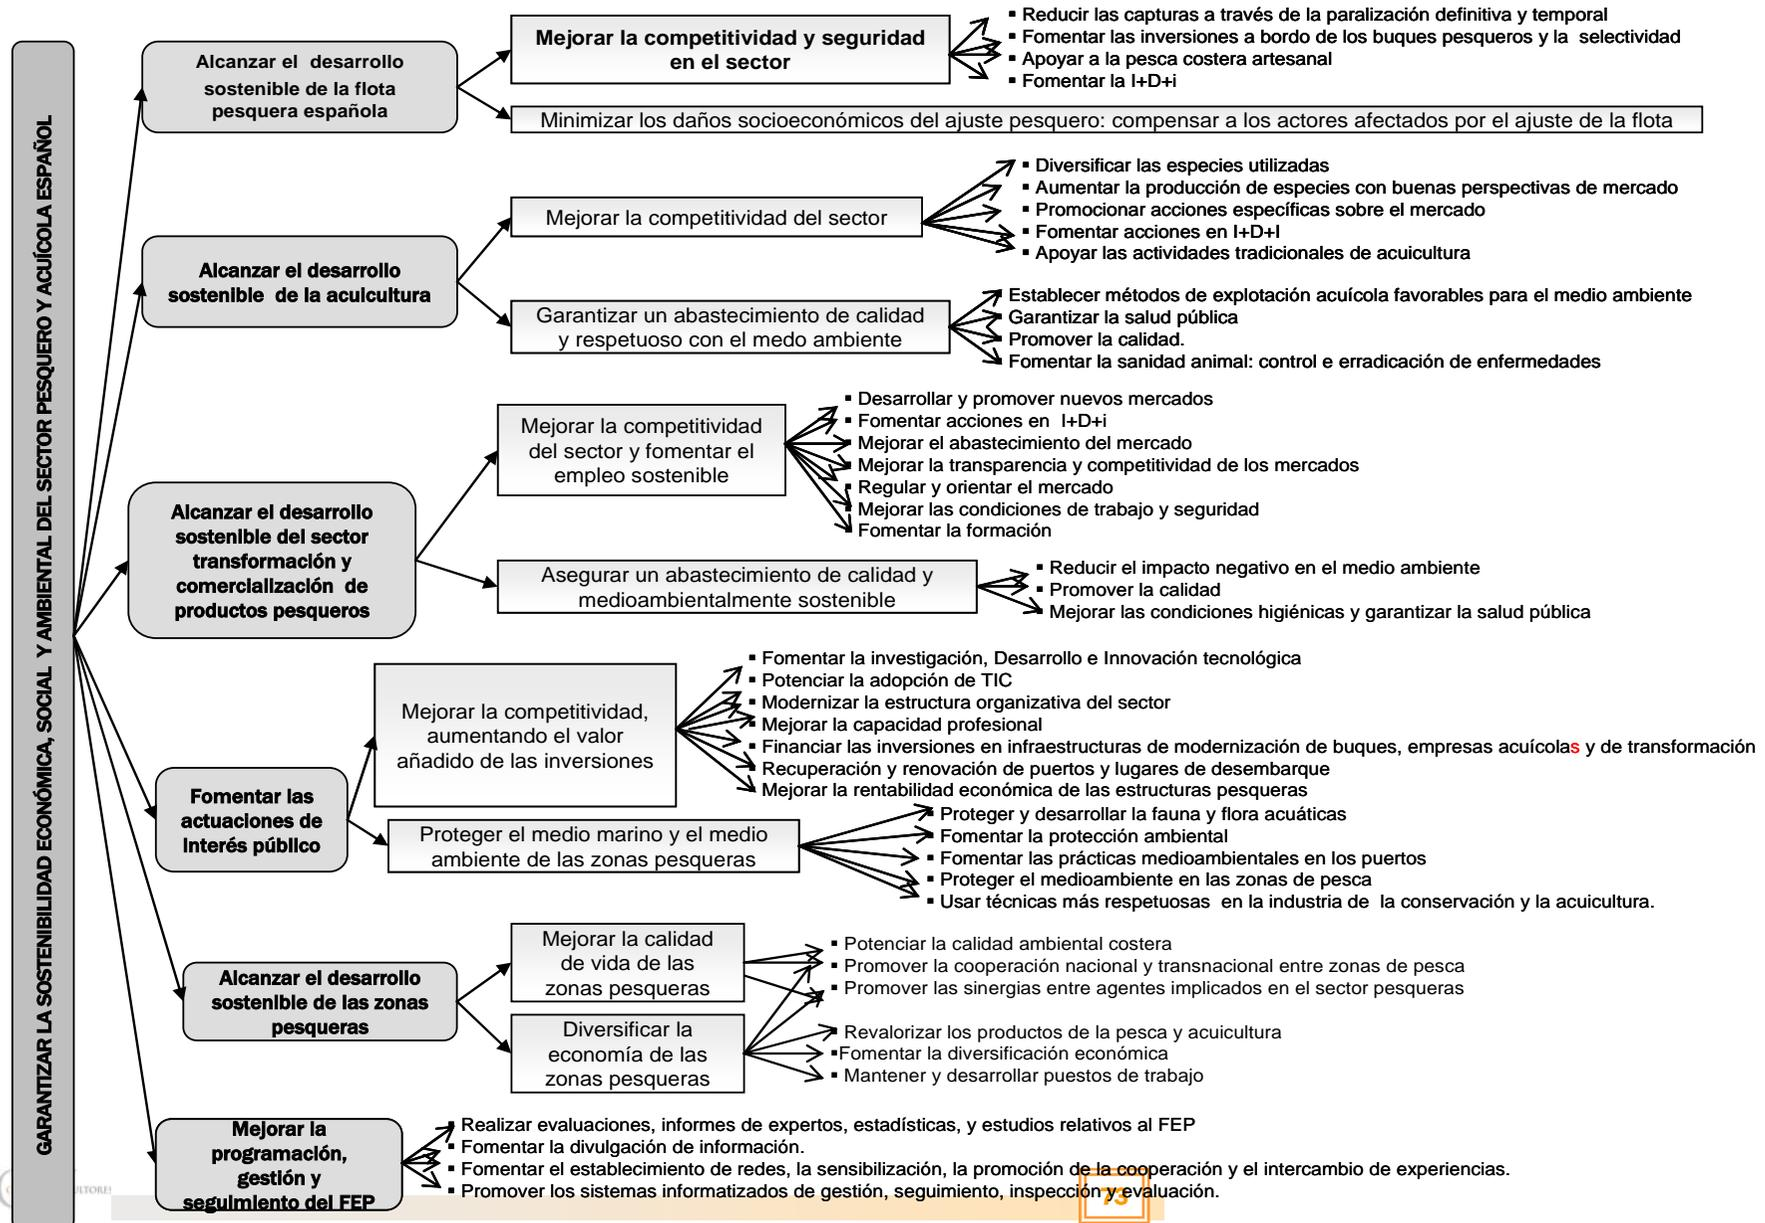 GARANTIZAR LA SOSTENIBILIDAD ECONÓMICA, SOCIAL Y AMBIENTAL DEL SECTOR PESQUERO Y ACUÍCOLA ESPAÑOL
Alcanzar el desarrollo
sostenible de la flota
pesquera española
Mejorar la competitividad y seguridad
en el sector
▪ Reducir las capturas a través de la paralización definitiva y temporal
▪ Fomentar las inversiones a bordo de los buques pesqueros y la selectividad
▪ Apoyar a la pesca costera artesanal
▪ Fomentar la I+D+i
Minimizar los daños socioeconómicos del ajuste pesquero: compensar a los actores afectados por el ajuste de la flota
Alcanzar el desarrollo
sostenible de la acuicultura
Mejorar la competitividad del sector
▪ Diversificar las especies utilizadas
▪ Aumentar la producción de especies con buenas perspectivas de mercado
▪ Promocionar acciones específicas sobre el mercado
▪ Fomentar acciones en I+D+I
▪ Apoyar las actividades tradicionales de acuicultura
Garantizar un abastecimiento de calidad
y respetuoso con el medo ambiente
Establecer métodos de explotación acuícola favorables para el medio ambiente
Garantizar la salud pública
Promover la calidad.
Fomentar la sanidad animal: control e erradicación de enfermedades
Alcanzar el desarrollo
sostenible del sector
transformación y
comercialización de
productos pesqueros
Mejorar la competitividad
del sector y fomentar el
empleo sostenible
▪ Desarrollar y promover nuevos mercados
▪ Fomentar acciones en I+D+i
▪ Mejorar el abastecimiento del mercado
▪ Mejorar la transparencia y competitividad de los mercados
▪ Regular y orientar el mercado
▪ Mejorar las condiciones de trabajo y seguridad
▪ Fomentar la formación
Asegurar un abastecimiento de calidad y
medioambientalmente sostenible
▪ Reducir el impacto negativo en el medio ambiente
▪ Promover la calidad
▪ Mejorar las condiciones higiénicas y garantizar la salud pública
Fomentar las
actuaciones de
interés público
Mejorar la competitividad,
aumentando el valor
añadido de las inversiones
▪ Fomentar la investigación, Desarrollo e Innovación tecnológica
▪ Potenciar la adopción de TIC
▪ Modernizar la estructura organizativa del sector
▪ Mejorar la capacidad profesional
▪ Financiar las inversiones en infraestructuras de modernización de buques, empresas acuícolas y de transformación
▪ Recuperación y renovación de puertos y lugares de desembarque
▪ Mejorar la rentabilidad económica de las estructuras pesqueras
Proteger el medio marino y el medio
ambiente de las zonas pesqueras
▪ Proteger y desarrollar la fauna y flora acuáticas
▪ Fomentar la protección ambiental
▪ Fomentar las prácticas medioambientales en los puertos
▪ Proteger el medioambiente en las zonas de pesca
▪ Usar técnicas más respetuosas en la industria de la conservación y la acuicultura.
Alcanzar el desarrollo
sostenible de las zonas
pesqueras
Mejorar la calidad
de vida de las
zonas pesqueras
▪ Potenciar la calidad ambiental costera
▪ Promover la cooperación nacional y transnacional entre zonas de pesca
▪ Promover las sinergias entre agentes implicados en el sector pesqueras
Diversificar la
economía de las
zonas pesqueras
▪ Revalorizar los productos de la pesca y acuicultura
▪Fomentar la diversificación económica
▪ Mantener y desarrollar puestos de trabajo
Mejorar la
programación,
gestión y
seguimiento del FEP
▪ Realizar evaluaciones, informes de expertos, estadísticas, y estudios relativos al FEP
▪ Fomentar la divulgación de información.
▪ Fomentar el establecimiento de redes, la sensibilización, la promoción de la cooperación y el intercambio de experiencias.
▪ Promover los sistemas informatizados de gestión, seguimiento, inspección y evaluación.
73